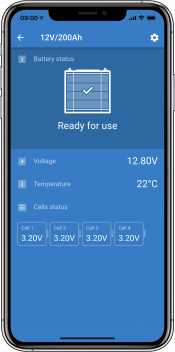 09:00
12V/200Ah
Battery status
Ready for use
Voltage 12.80V
Temperature 22°C
Cells status
Cell 1 Cell 2 Cell 3 Cell 4
3.20V 3.20V 3.20V 3.20V